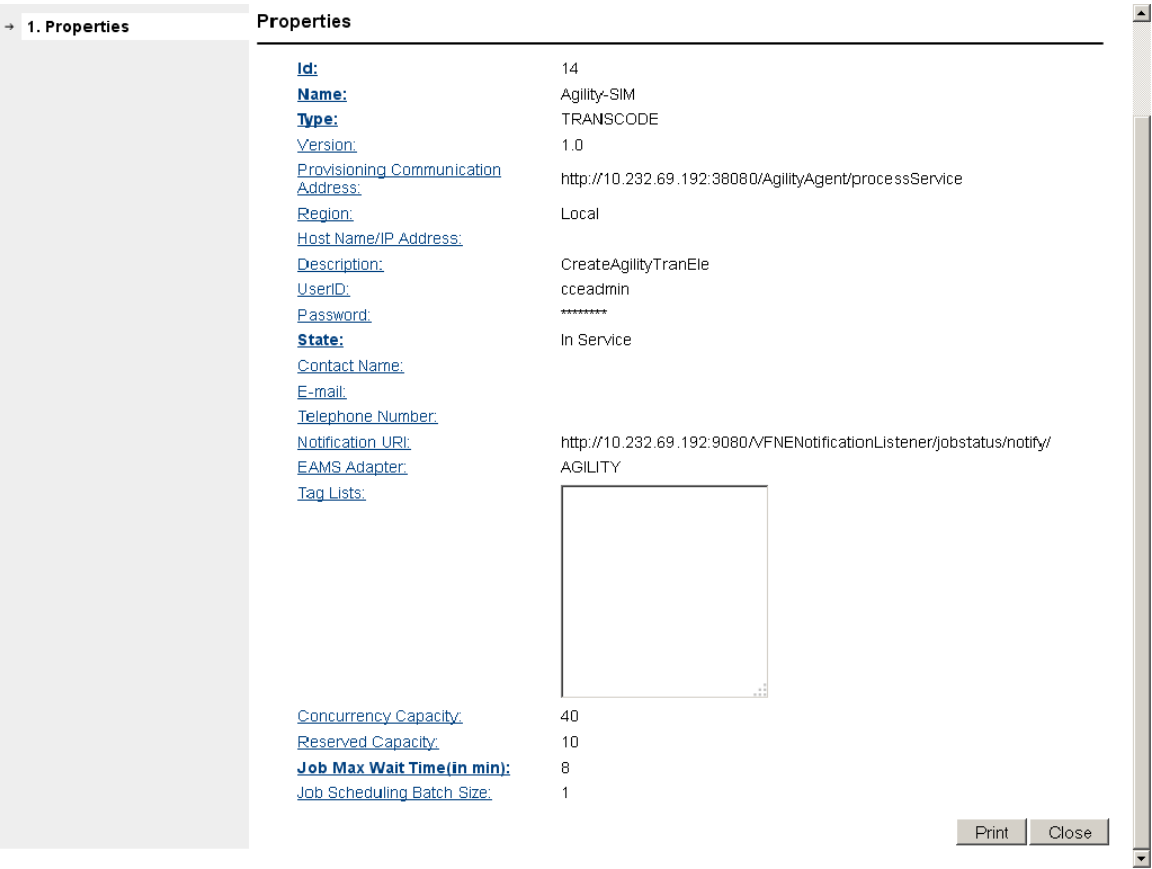 → 1. Properties
Properties
Id: 14
Name: Agility-SIM
Type: TRANSCODE
Version: 1.0
Provisioning Communication
Address: http://10.232.69.192:38080/AgilityAgent/processService
Region: Local
Host Name/IP Address:
Description: CreateAgilityTranEle
UserID: cceadmin
Password: ********
State: In Service
Contact Name:
E-mail:
Telephone Number:
Notification URI: http://10.232.69.192:9080/VFNENotificationListener/jobstatus/notify/
EAMS Adapter: AGILITY
Tag Lists:
Concurrency Capacity: 40
Reserved Capacity: 10
Job Max Wait Time(in min): 8
Job Scheduling Batch Size: 1
Print Close